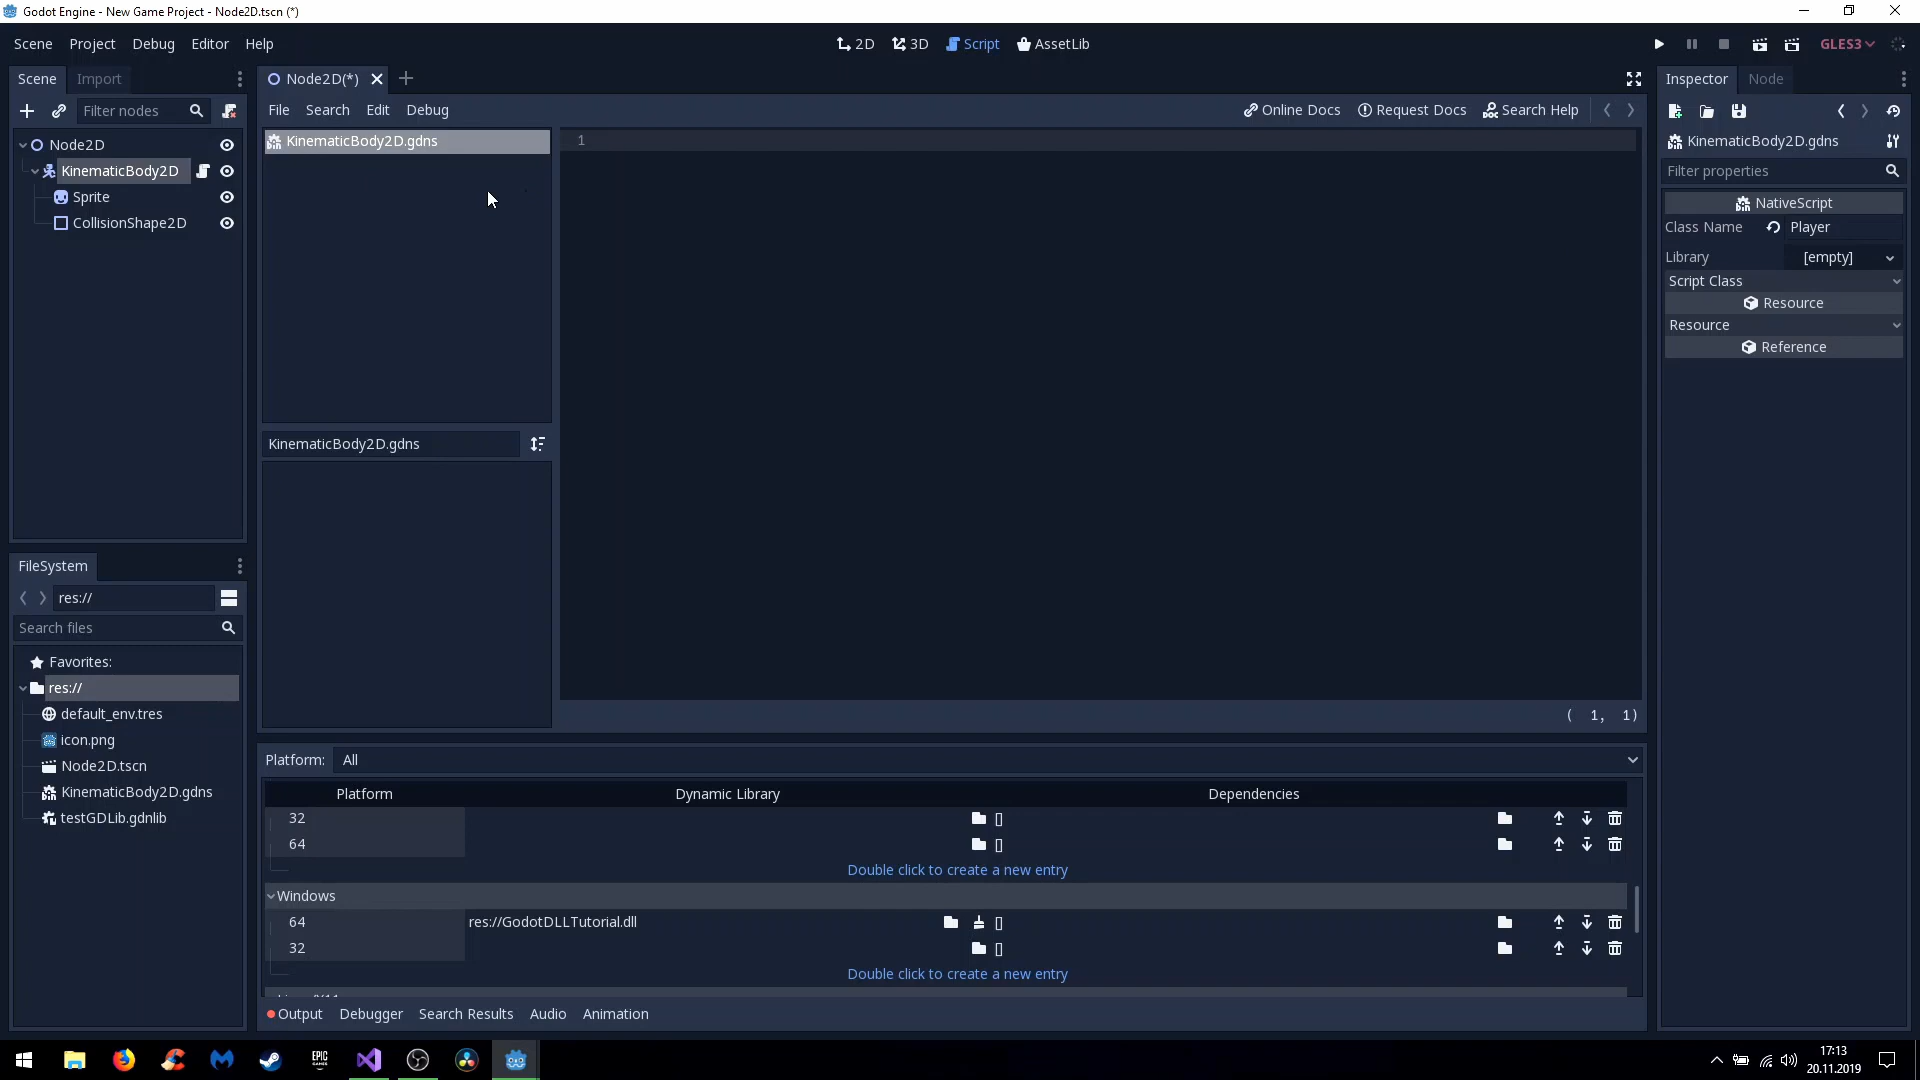 Godot Engine - New Game Project - Node2D.tscn (*)
Scene Project Debug Editor Help
2D 3D Script AssetLib
GLES3
Scene Import
Filter nodes
Node2D
KinematicBody2D
Sprite
CollisionShape2D
Node2D(*)
File Search Edit Debug
Online Docs Request Docs Search Help
KinematicBody2D.gdns
1
KinematicBody2D.gdns
( 1, 1)
Inspector Node
KinematicBody2D.gdns
Filter properties
NativeScript
Class Name Player
Library [empty]
Script Class
Resource
Resource
Reference
FileSystem
res://
Search files
Favorites:
res://
default_env.tres
icon.png
Node2D.tscn
KinematicBody2D.gdns
testGDLib.gdnlib
Platform: All
Platform Dynamic Library Dependencies
32 []
64 []
Double click to create a new entry
Windows
64 res://GodotDLLTutorial.dll []
32 []
Double click to create a new entry
Output Debugger Search Results Audio Animation
EPIC
GAMES
17:13
20.11.2019